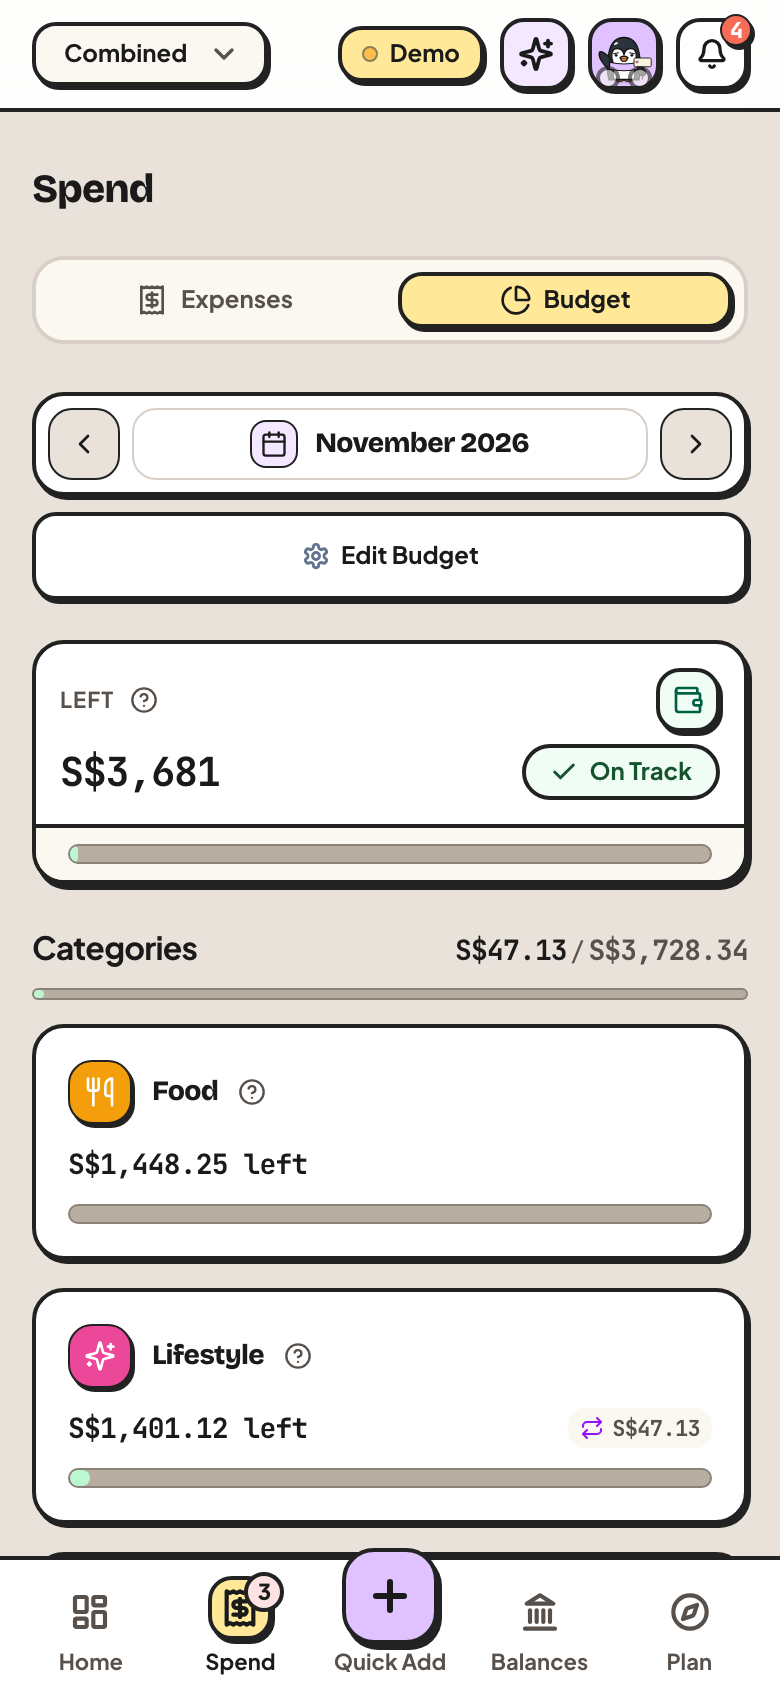 Combined
Demo
4
Spend
Expenses
Budget
November 2026
Edit Budget
LEFT
S$3,681
On Track
Categories
S$47.13 / S$3,728.34
Food
S$1,448.25 left
Lifestyle
S$1,401.12 left
S$47.13
3
Home
Spend
Quick Add
Balances
Plan